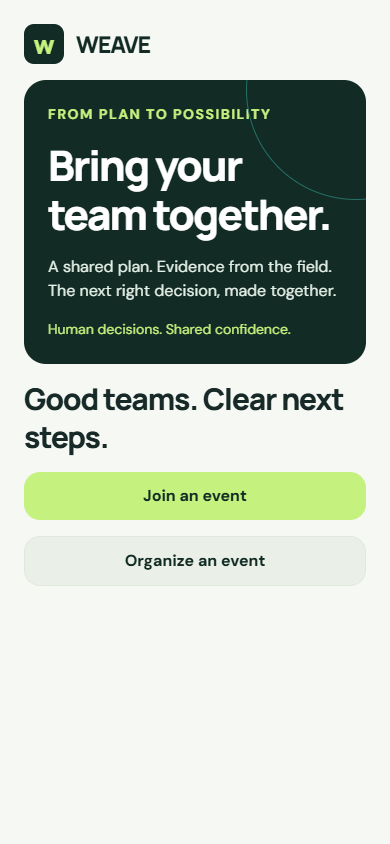 w WEAVE
FROM PLAN TO POSSIBILITY
Bring your
team together.
A shared plan. Evidence from the field.
The next right decision, made together.
Human decisions. Shared confidence.
Good teams. Clear next
steps.
Join an event
Organize an event